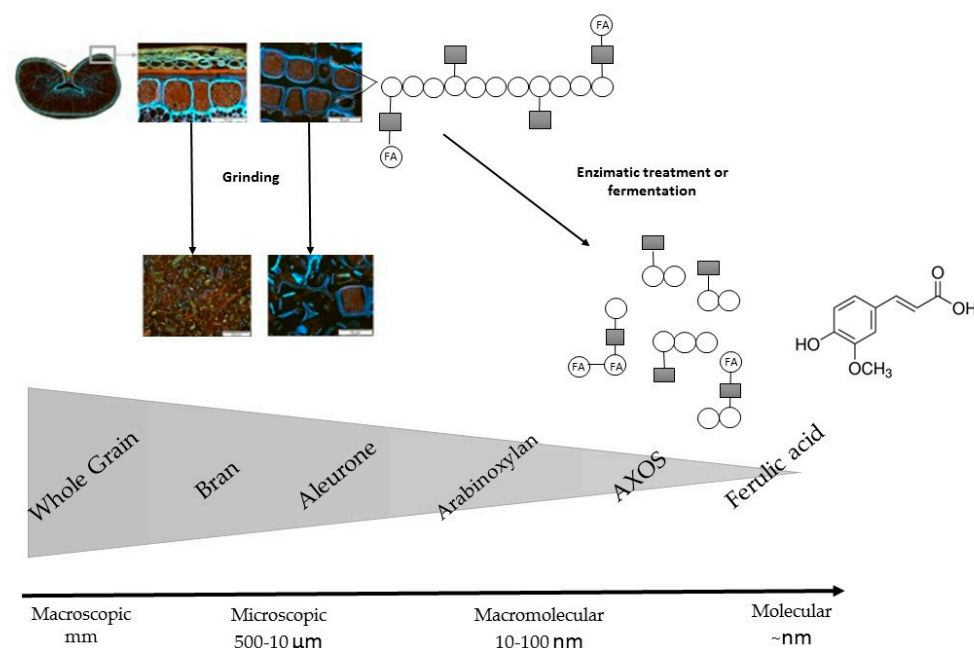 FA
FA
Grinding
Enzimatic treatment or
fermentation
FA
FA
FA
O
OH
HO
OCH3
Whole Grain
Bran
Aleurone
Arabinoxylan
AXOS
Ferulic acid
Macroscopic
mm
Microscopic
500-10 μm
Macromolecular
10-100 nm
Molecular
~nm